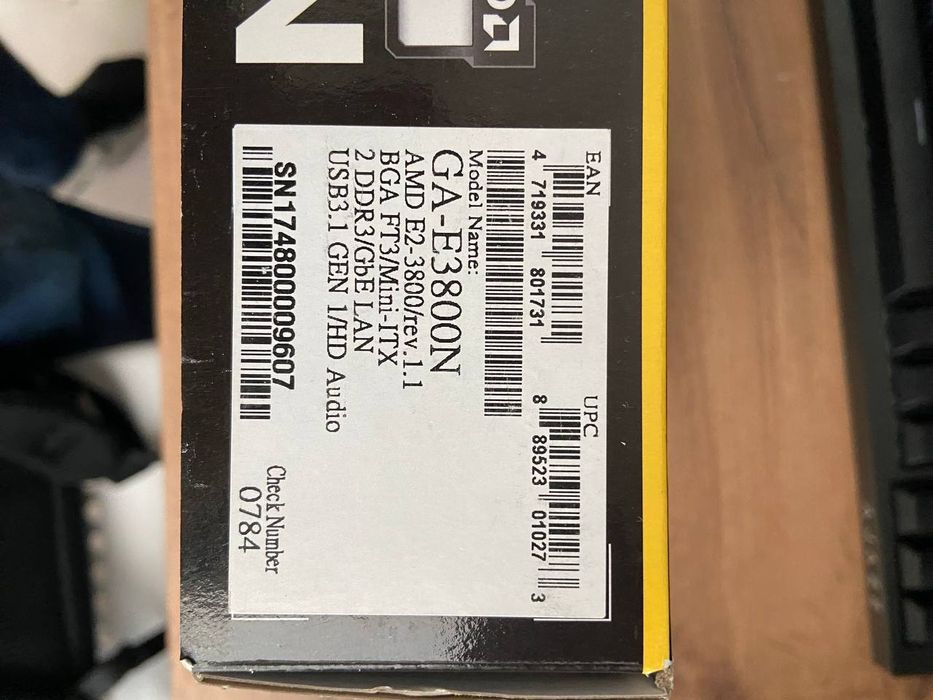 N
EAN
4 719331 801731
UPC
8 89523 01027 3
Model Name:
GA-E3800N
AMD E2-3800/rev.1.1
BGA FT3/Mini-ITX
2 DDR3/GbE LAN
USB3.1 GEN 1/HD Audio
SN174800009607
Check Number
0784